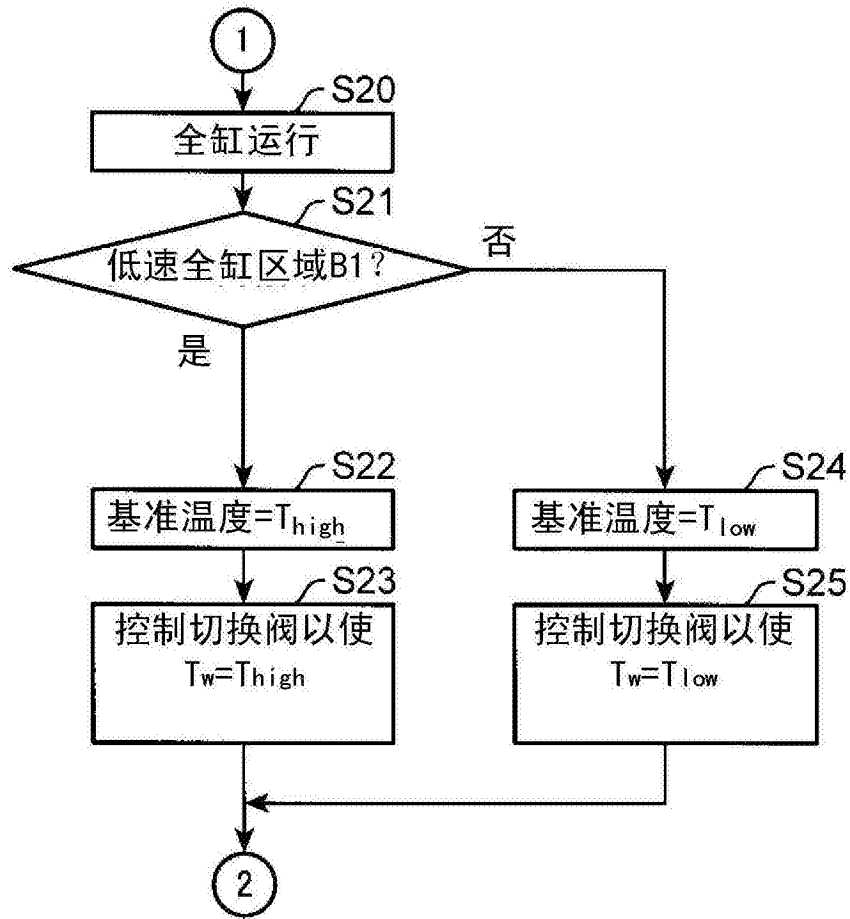 1
S20
全缸运行
S21
低速全缸区域B1?
否
是
S22
基准温度=Thigh
S24
基准温度=Tlow
S23
控制切换阀以使
Tw=Thigh
S25
控制切换阀以使
Tw=Tlow
2